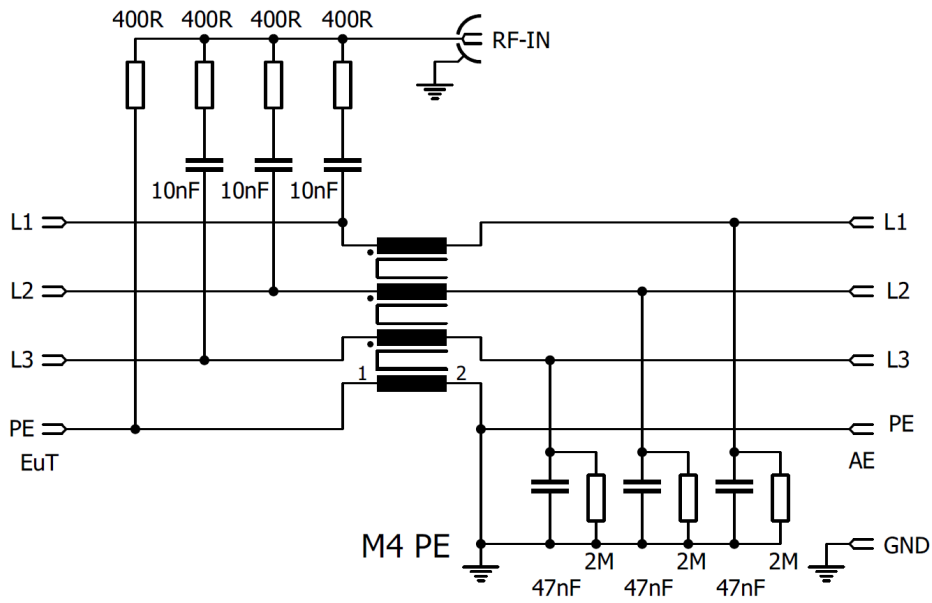 400R 400R 400R 400R
RF-IN
10nF 10nF 10nF
L1 L1
L2 L2
L3 L3
1 2
PE PE
EuT AE
M4 PE
GND
2M 2M 2M
47nF 47nF 47nF